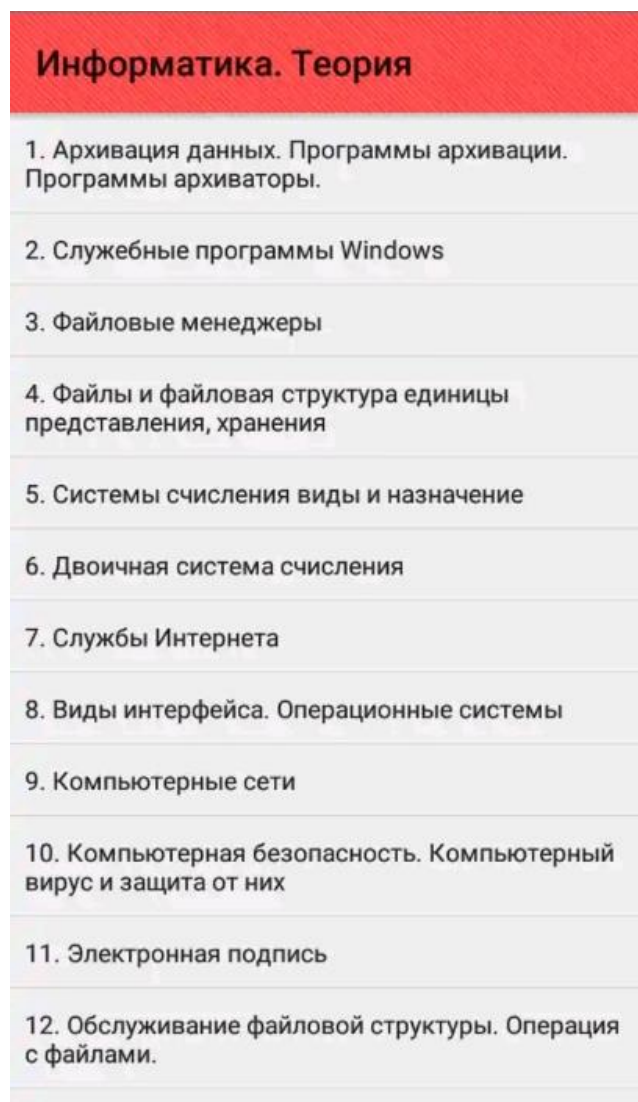 Информатика. Теория
1. Архивация данных. Программы архивации.
Программы архиваторы.
2. Служебные программы Windows
3. Файловые менеджеры
4. Файлы и файловая структура единицы
представления, хранения
5. Системы счисления виды и назначение
6. Двоичная система счисления
7. Службы Интернета
8. Виды интерфейса. Операционные системы
9. Компьютерные сети
10. Компьютерная безопасность. Компьютерный
вирус и защита от них
11. Электронная подпись
12. Обслуживание файловой структуры. Операция
с файлами.